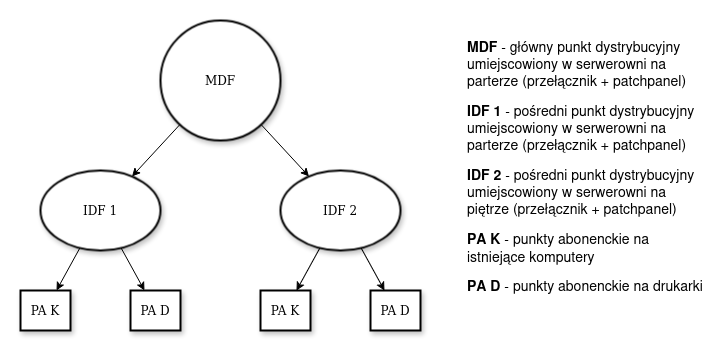 MDF
IDF 1
IDF 2
PA K
PA D
PA K
PA D
MDF - główny punkt dystrybucyjny
umiejscowiony w serwerowni na
parterze (przełącznik + patchpanel)
IDF 1 - pośredni punkt dystrybucyjny
umiejscowiony w serwerowni na
parterze (przełącznik + patchpanel)
IDF 2 - pośredni punkt dystrybucyjny
umiejscowiony w serwerowni na
piętrze (przełącznik + patchpanel)
PA K - punkty abonenckie na
istniejące komputery
PA D - punkty abonenckie na drukarki